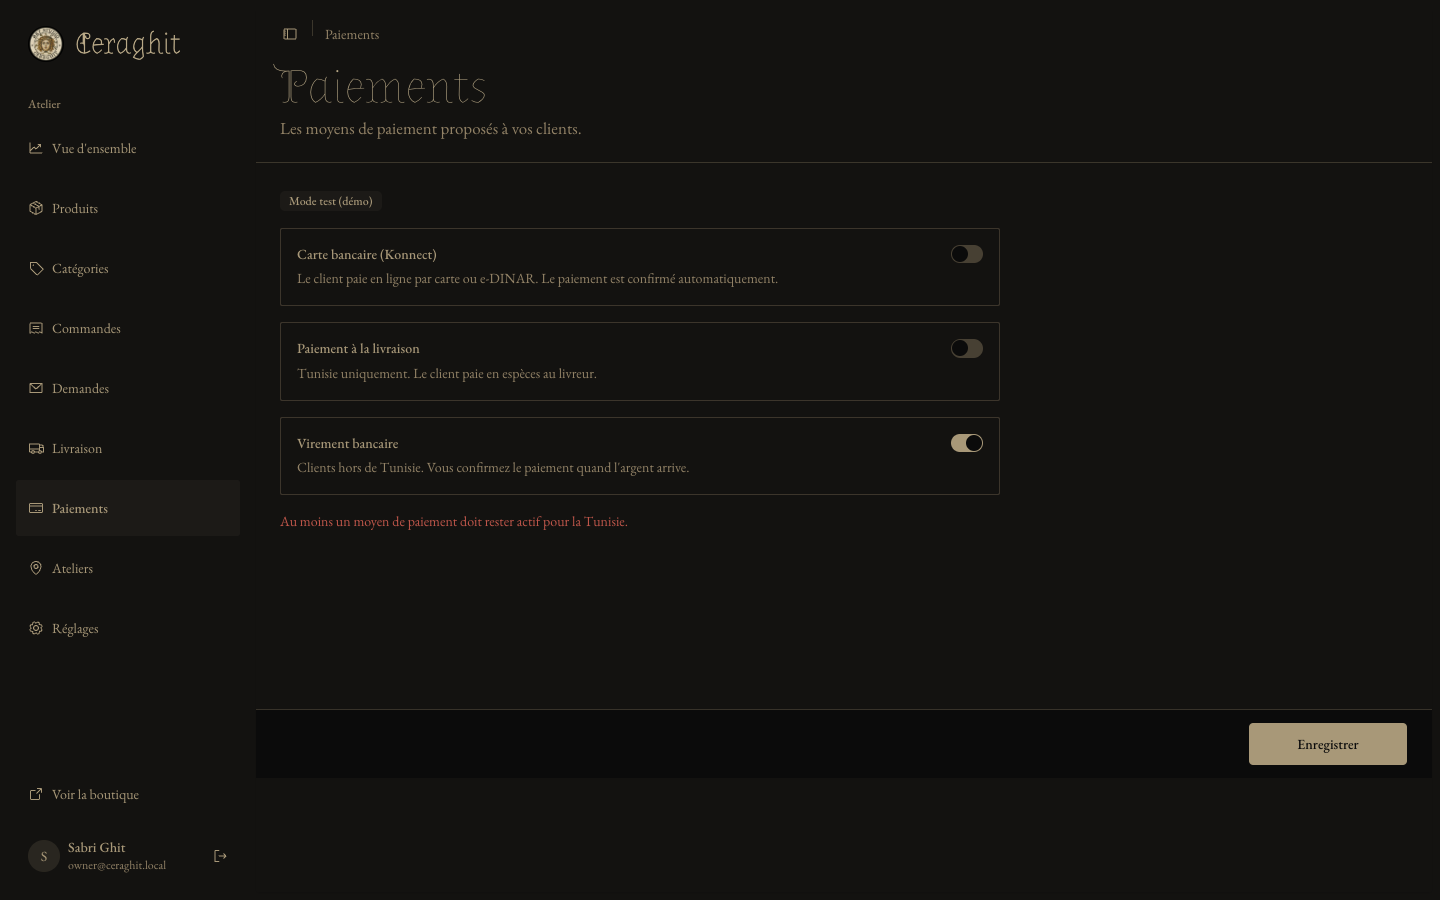 Ceraghit
Atelier
Vue d'ensemble
Produits
Catégories
Commandes
Demandes
Livraison
Paiements
Ateliers
Réglages
Voir la boutique
S
Sabri Ghit
owner@ceraghit.local
Paiements
Paiements
Les moyens de paiement proposés à vos clients.
Mode test (démo)
Carte bancaire (Konnect)
Le client paie en ligne par carte ou e-DINAR. Le paiement est confirmé automatiquement.
Paiement à la livraison
Tunisie uniquement. Le client paie en espèces au livreur.
Virement bancaire
Clients hors de Tunisie. Vous confirmez le paiement quand l'argent arrive.
Au moins un moyen de paiement doit rester actif pour la Tunisie.
Enregistrer